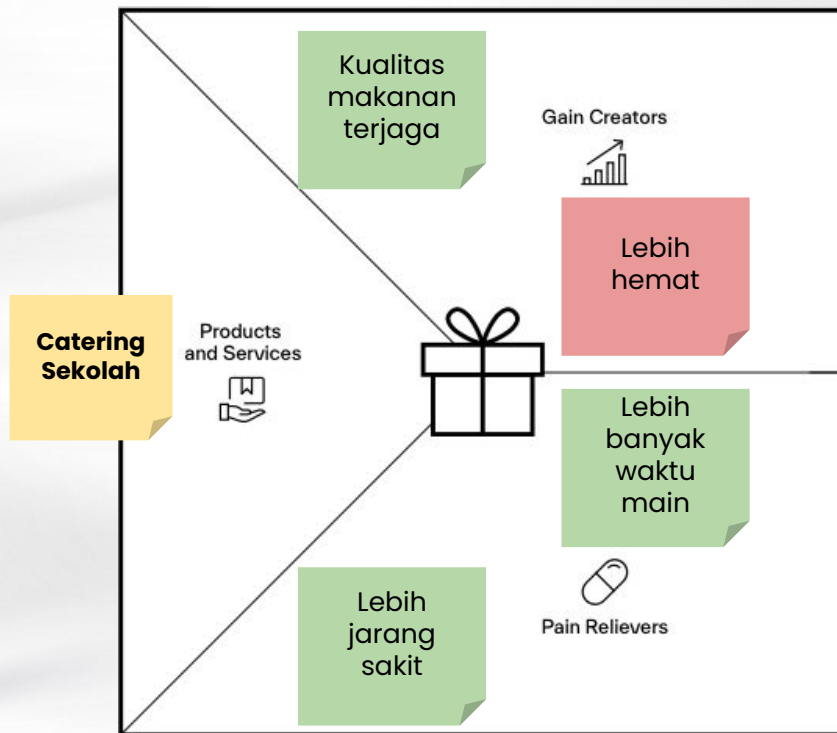 Kualitas
makanan
terjaga
Gain Creators
Lebih
hemat
Catering
Sekolah
Products
and Services
Lebih
banyak
waktu
main
Lebih
jarang
sakit
Pain Relievers